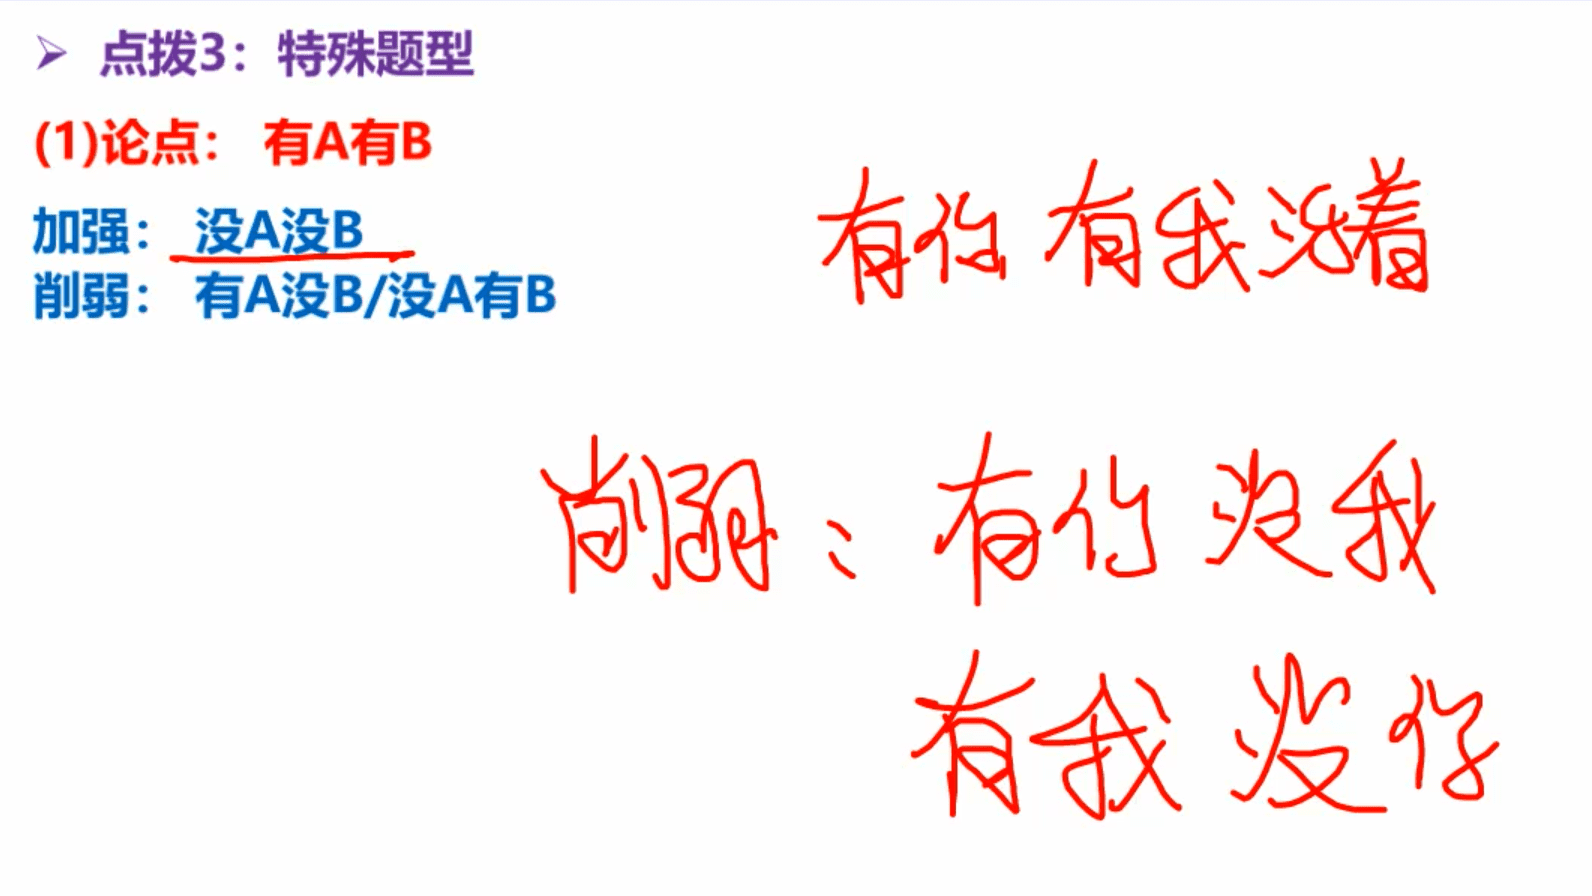 ➢ 点拨3：特殊题型
(1)论点： 有A有B
加强： 没A没B
削弱： 有A没B/没A有B
有你 有我活着
削弱：有你 没我
有我 没你